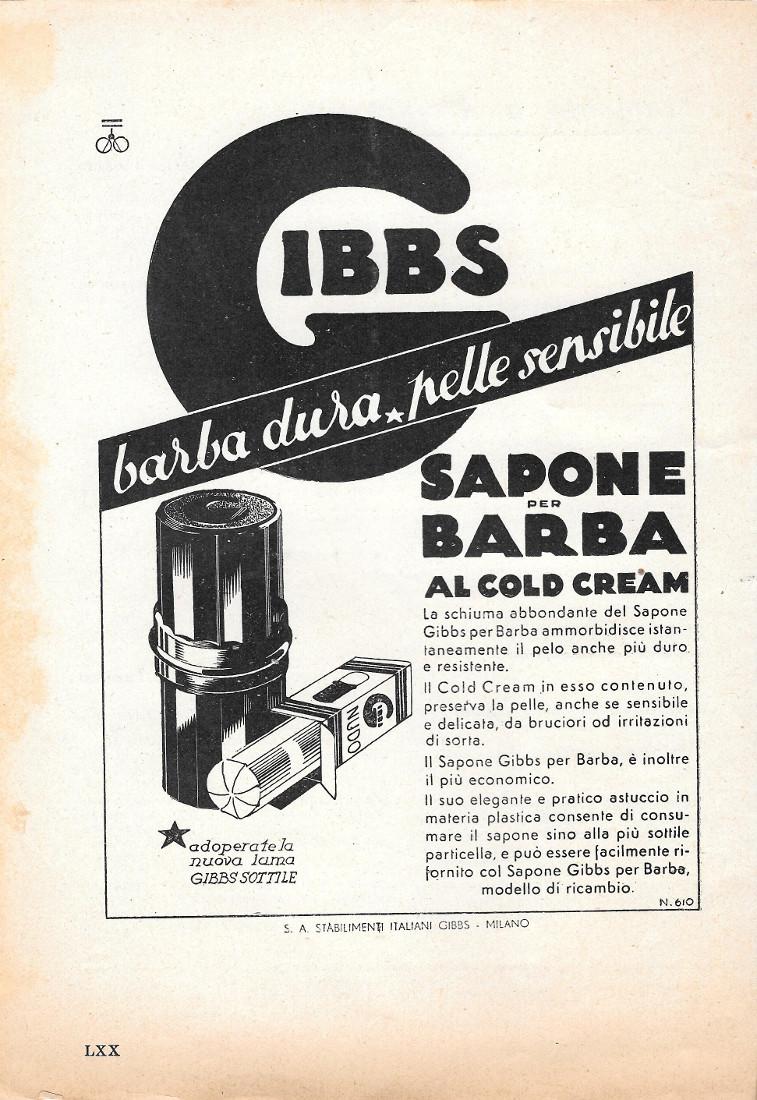 GIBBS
barba dura pelle sensibile
SAPONE
PER
BARBA
AL COLD CREAM
La schiuma abbondante del Sapone
Gibbs per Barba ammorbidisce istan-
taneamente il pelo anche più duro
e resistente.
Il Cold Cream in esso contenuto,
preserva la pelle, anche se sensibile
e delicata, da bruciori od irritazioni
di sorta.
Il Sapone Gibbs per Barba, è inoltre
il più economico.
Il suo elegante e pratico astuccio in
materia plastica consente di consu-
mare il sapone sino alla più sottile
particella, e può essere facilmente ri-
fornito col Sapone Gibbs per Barba,
modello di ricambio.
N. 610
NUDO
adoperate la
nuova lama
GIBBS SOTTILE
S. A. STABILIMENTI ITALIANI GIBBS - MILANO
LXX